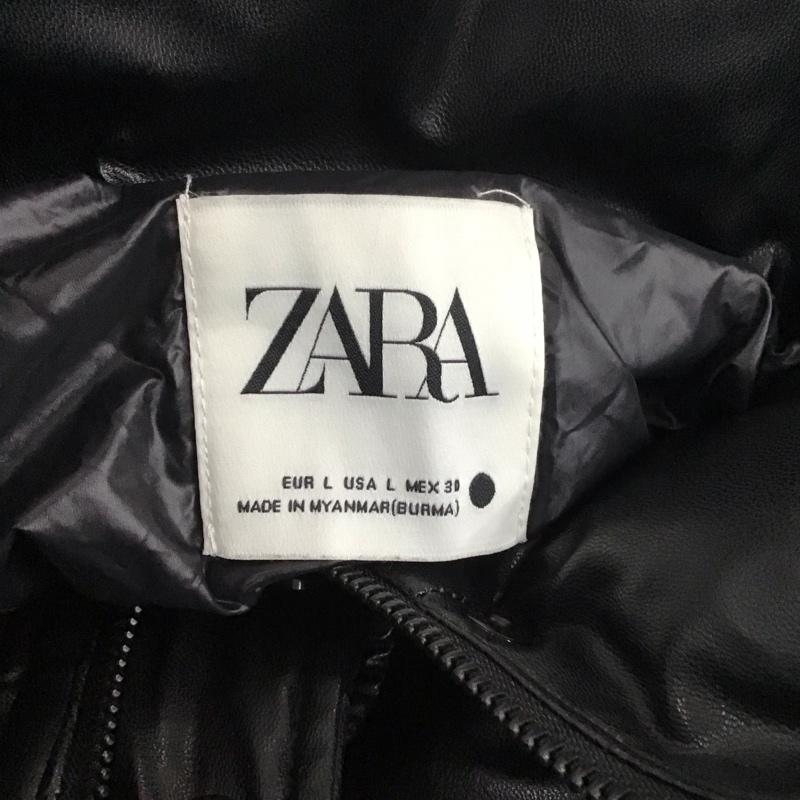 ZARA
EUR L USA L MEX 30
MADE IN MYANMAR(BURMA)